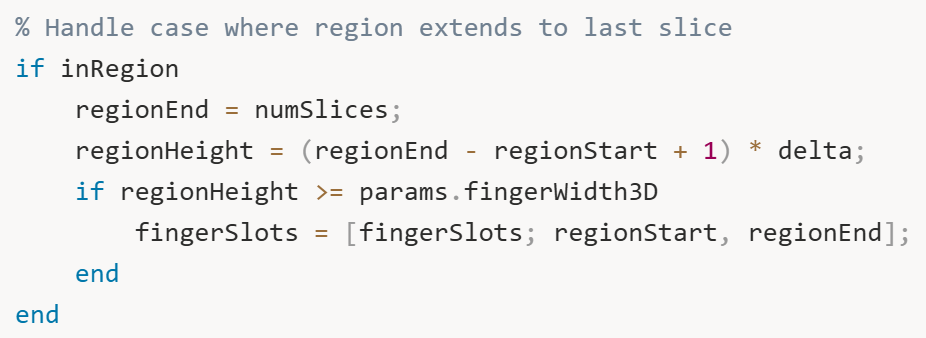 % Handle case where region extends to last slice
if inRegion
    regionEnd = numSlices;
    regionHeight = (regionEnd - regionStart + 1) * delta;
    if regionHeight >= params.fingerWidth3D
        fingerSlots = [fingerSlots; regionStart, regionEnd];
    end
end